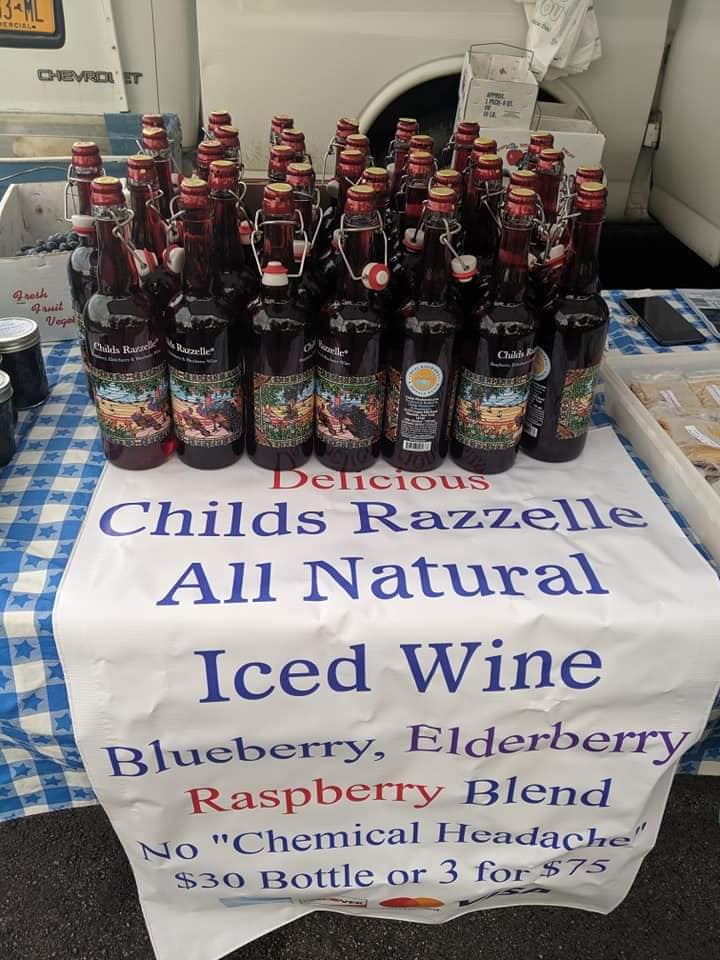 CHEVROLET
Fresh
Fruit
Childs Razzelle
Razzelle
Childs
Delicious
Childs Razzelle
All Natural
Iced Wine
Blueberry, Elderberry
Raspberry Blend
No "Chemical Headache"
$30 Bottle or 3 for $75
VISA